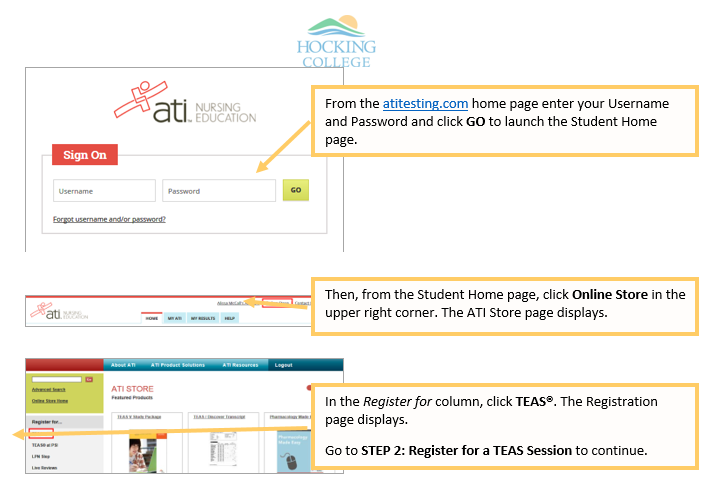 HOCKING
COLLEGE
ati NURSING
EDUCATION
Sign On
Username
Password
GO
Forgot username and/or password?
From the atitesting.com home page enter your Username
and Password and click GO to launch the Student Home
page.
ati NURSING
EDUCATION
HOME
MY ATI
MY RESULTS
HELP
Then, from the Student Home page, click Online Store in the
upper right corner. The ATI Store page displays.
About ATI
ATI Product Solutions
ATI Resources
Logout
Advanced Search
Online Store Home
Register for...
TEAS® at PSI
LPN Step
Live Reviews
ATI STORE
Featured Products
TEAS V Study Package
TEAS / Discover Transcript
Pharmacology Made
Pharmacology
Made Easy
In the Register for column, click TEAS®. The Registration
page displays.
Go to STEP 2: Register for a TEAS Session to continue.